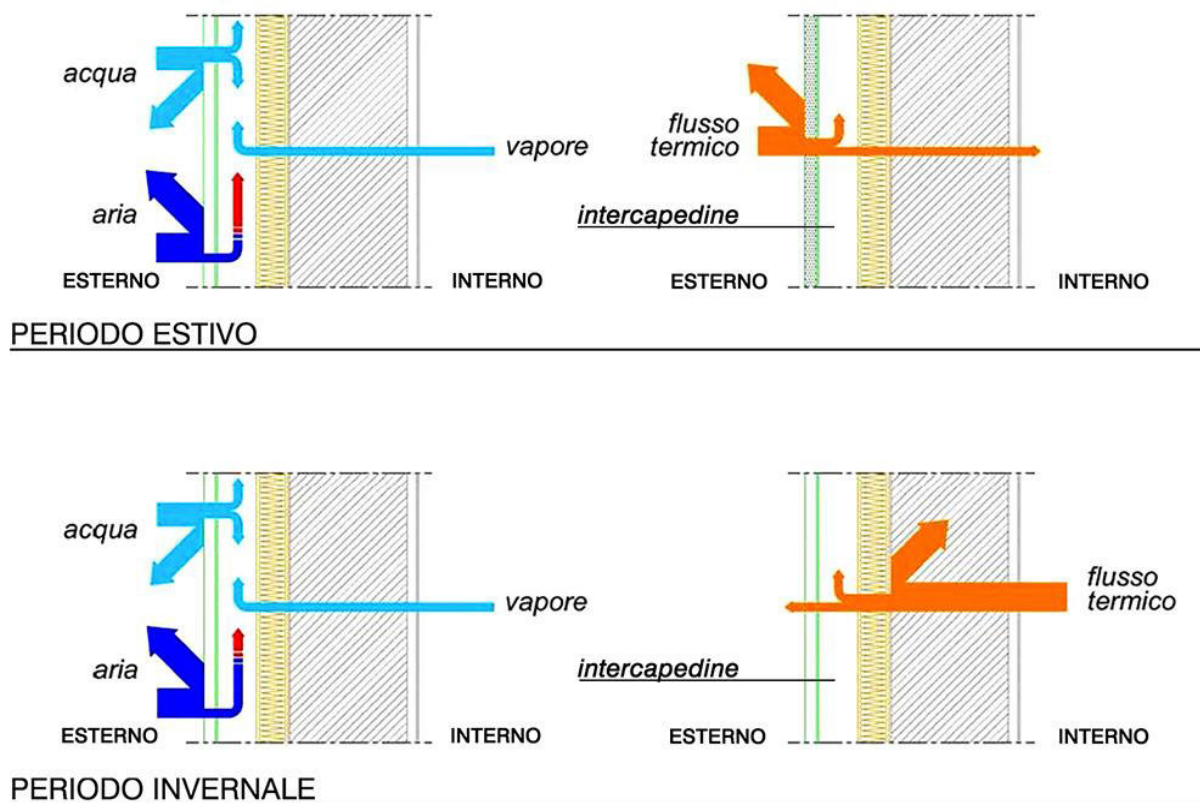 acqua
vapore
aria
ESTERNO
INTERNO
flusso
termico
intercapedine
ESTERNO
INTERNO
PERIODO ESTIVO
acqua
vapore
aria
ESTERNO
INTERNO
flusso
termico
intercapedine
ESTERNO
INTERNO
PERIODO INVERNALE